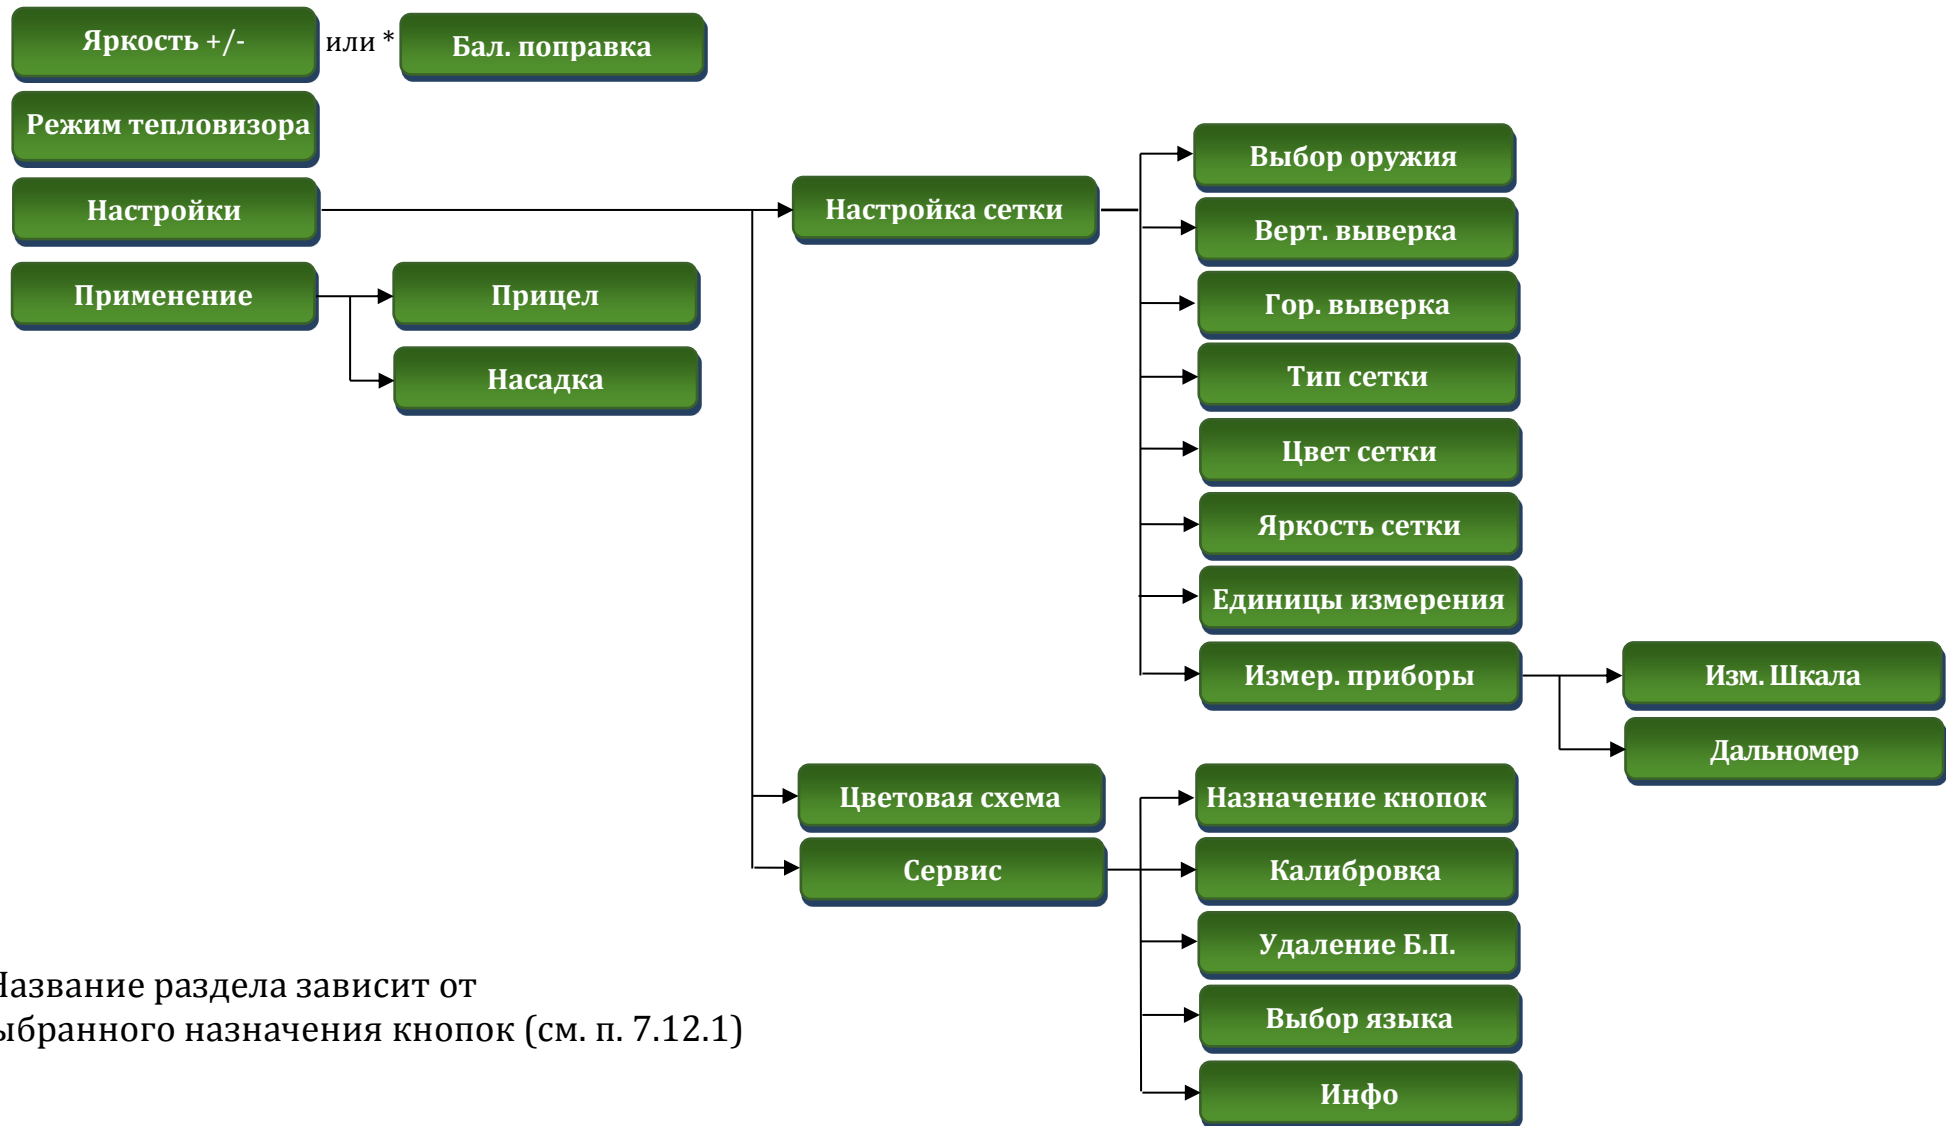 Яркость +/- или * Бал. поправка
Режим тепловизора
Настройки
Применение
Прицел
Насадка
Настройка сетки
Выбор оружия
Верт. выверка
Гор. выверка
Тип сетки
Цвет сетки
Яркость сетки
Единицы измерения
Измер. приборы
Изм. Шкала
Дальномер
Цветовая схема
Сервис
Назначение кнопок
Калибровка
Удаление Б.П.
Выбор языка
Инфо
Название раздела зависит от
ыбранного назначения кнопок (см. п. 7.12.1)